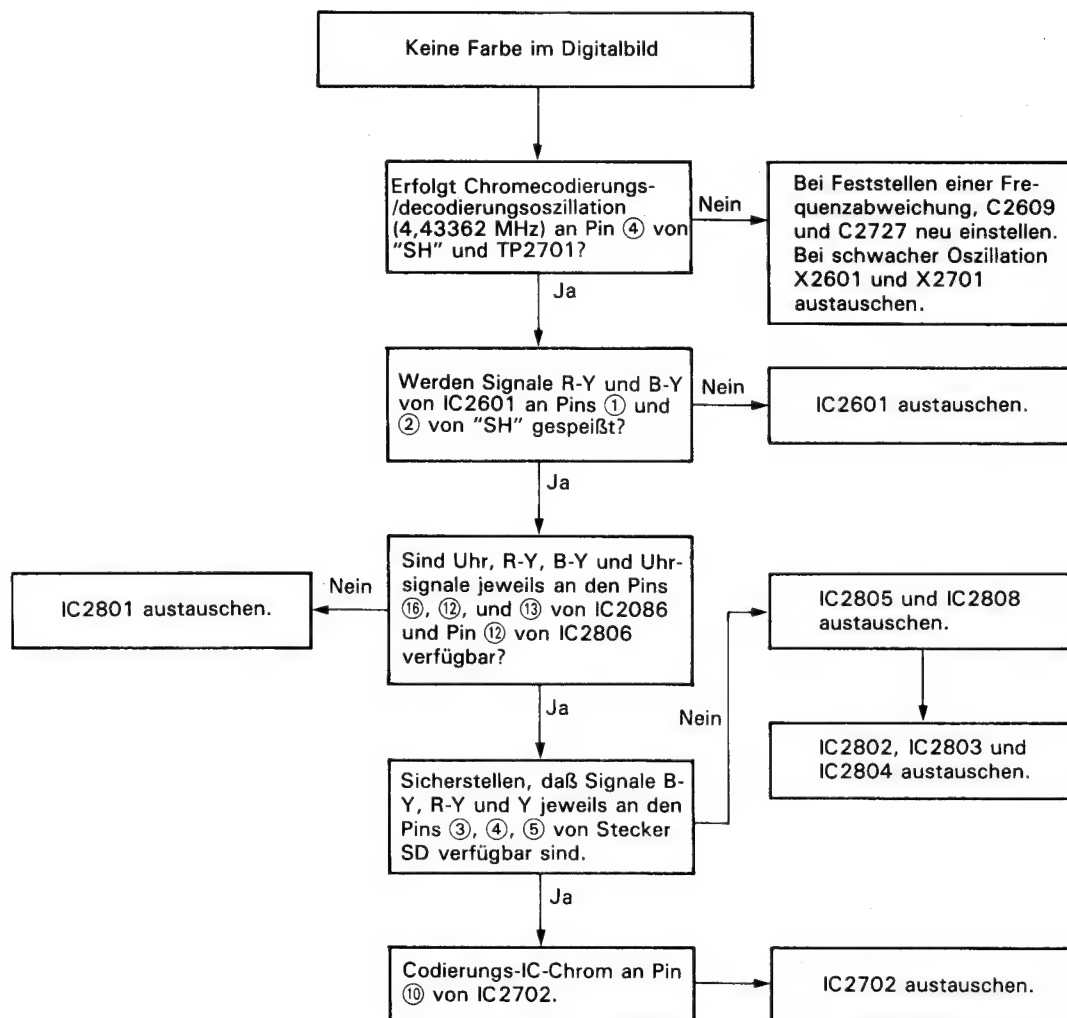 Keine Farbe im Digitalbild
Erfolgt Chromecodierungs-
/decodierungsoszillation
(4,43362 MHz) an Pin ④ von
"SH" und TP2701?
Nein
Bei Feststellen einer Fre-
quenzabweichung, C2609
und C2727 neu einstellen.
Bei schwacher Oszillation
X2601 und X2701
austauschen.
Ja
Werden Signale R-Y und B-Y
von IC2601 an Pins ① und
② von "SH" gespeißt?
Nein
IC2601 austauschen.
Ja
Sind Uhr, R-Y, B-Y und Uhr-
signale jeweils an den Pins
⑯, ⑫, und ⑬ von IC2086
und Pin ⑫ von IC2806
verfügbar?
Nein
IC2801 austauschen.
Ja
Sicherstellen, daß Signale B-
Y, R-Y und Y jeweils an den
Pins ③, ④, ⑤ von Stecker
SD verfügbar sind.
Nein
IC2805 und IC2808
austauschen.
IC2802, IC2803 und
IC2804 austauschen.
Ja
Codierungs-IC-Chrom an Pin
⑩ von IC2702.
IC2702 austauschen.